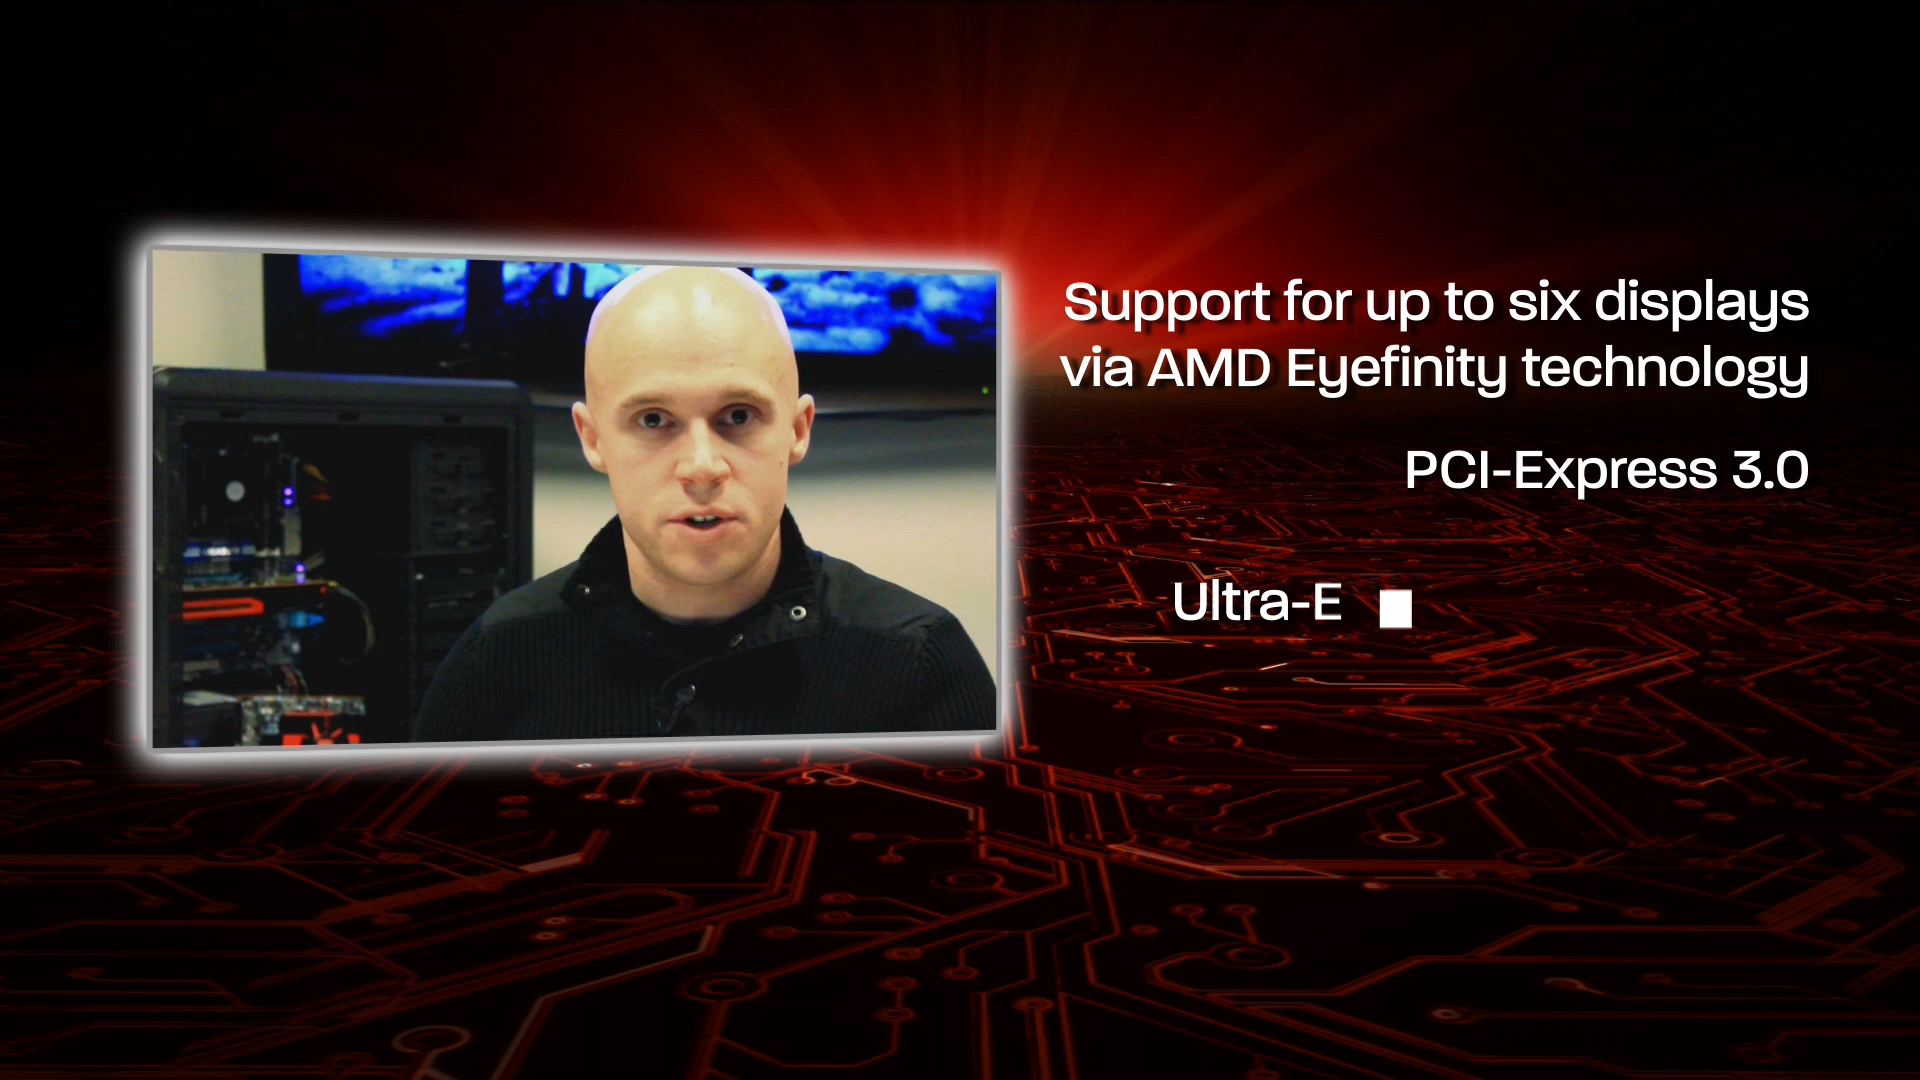 Support for up to six displays
via AMD Eyefinity technology
PCI-Express 3.0
Ultra-E